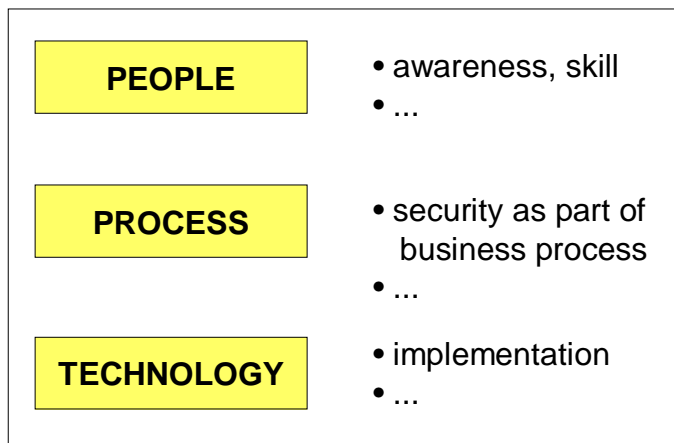 PEOPLE
• awareness, skill
• ...
PROCESS
• security as part of
business process
• ...
TECHNOLOGY
• implementation
• ...